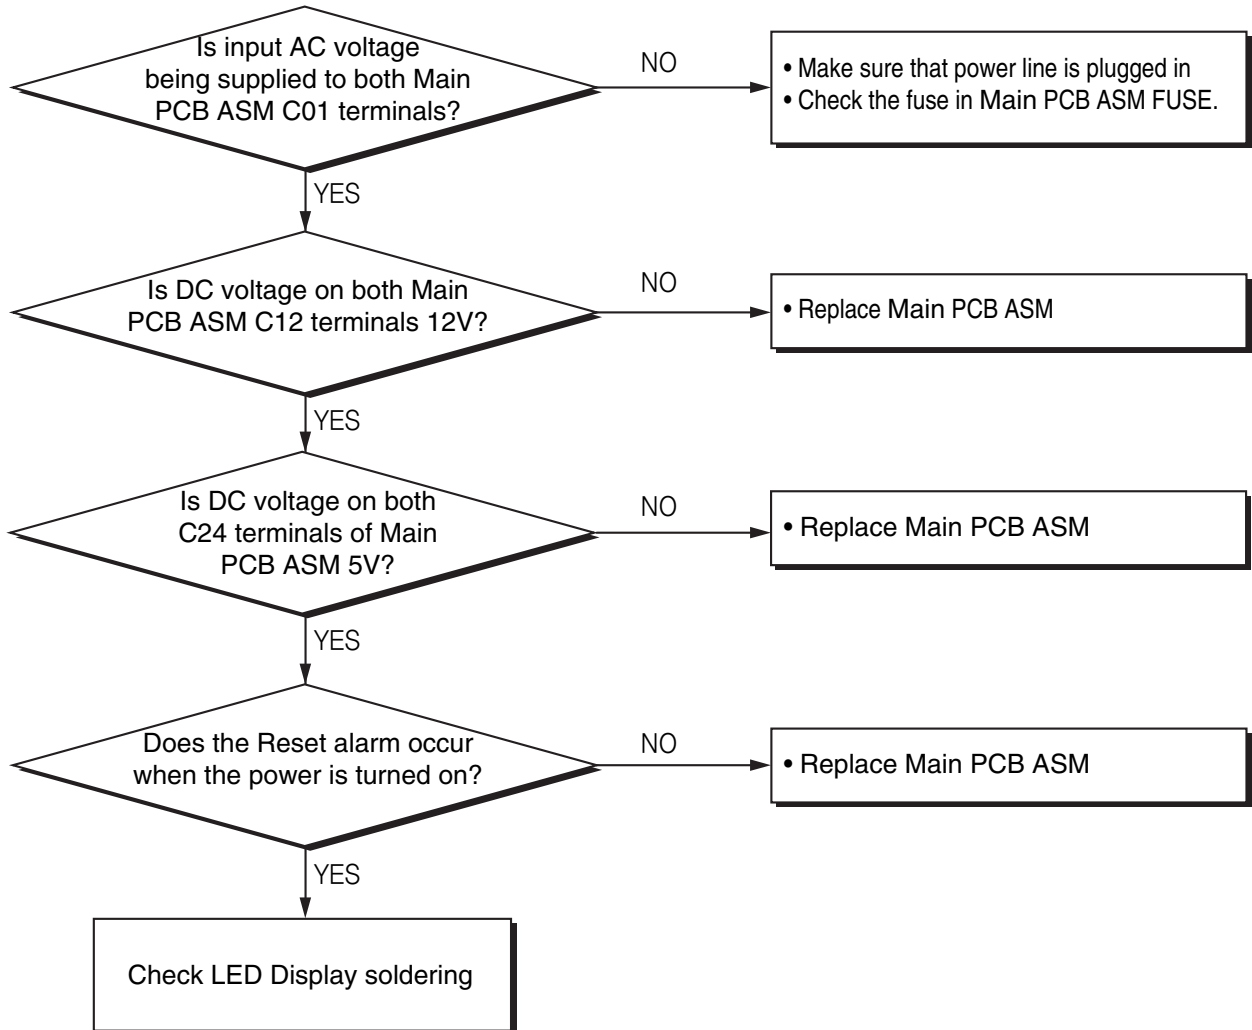 Is input AC voltage
being supplied to both Main
PCB ASM C01 terminals?
NO
• Make sure that power line is plugged in
• Check the fuse in Main PCB ASM FUSE.
YES
Is DC voltage on both Main
PCB ASM C12 terminals 12V?
NO
• Replace Main PCB ASM
YES
Is DC voltage on both
C24 terminals of Main
PCB ASM 5V?
NO
• Replace Main PCB ASM
YES
Does the Reset alarm occur
when the power is turned on?
NO
• Replace Main PCB ASM
YES
Check LED Display soldering